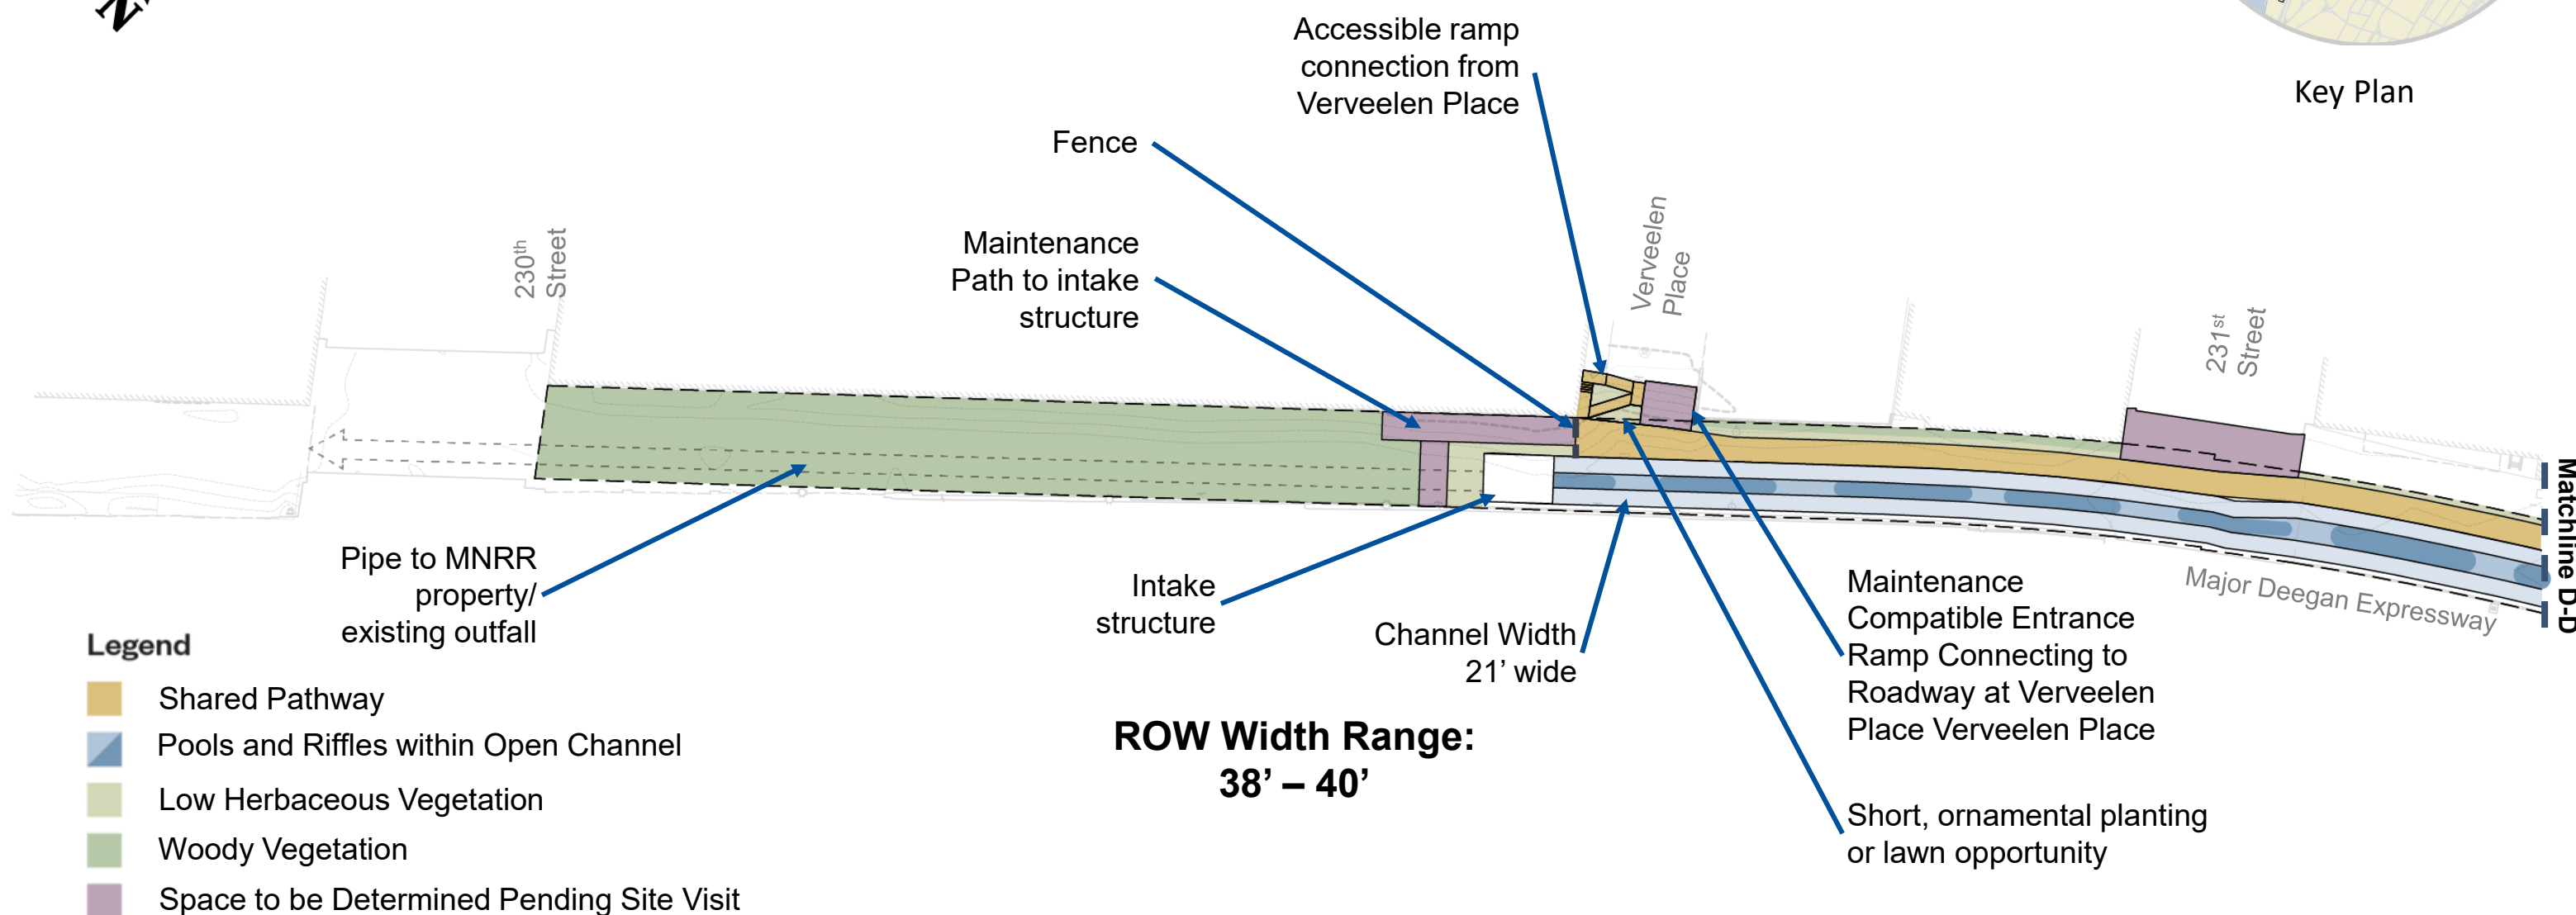 N
Accessible ramp
connection from
Verveelen Place
Key Plan
Fence
Maintenance
Path to intake
structure
230th
Street
Verveelen
Place
231st
Street
Matchline D-D
Major Deegan Expressway
Pipe to MNRR
property/
existing outfall
Intake
structure
Channel Width
21’ wide
Maintenance
Compatible Entrance
Ramp Connecting to
Roadway at Verveelen
Place Verveelen Place
Short, ornamental planting
or lawn opportunity
ROW Width Range:
38’ – 40’
Legend
Shared Pathway
Pools and Riffles within Open Channel
Low Herbaceous Vegetation
Woody Vegetation
Space to be Determined Pending Site Visit